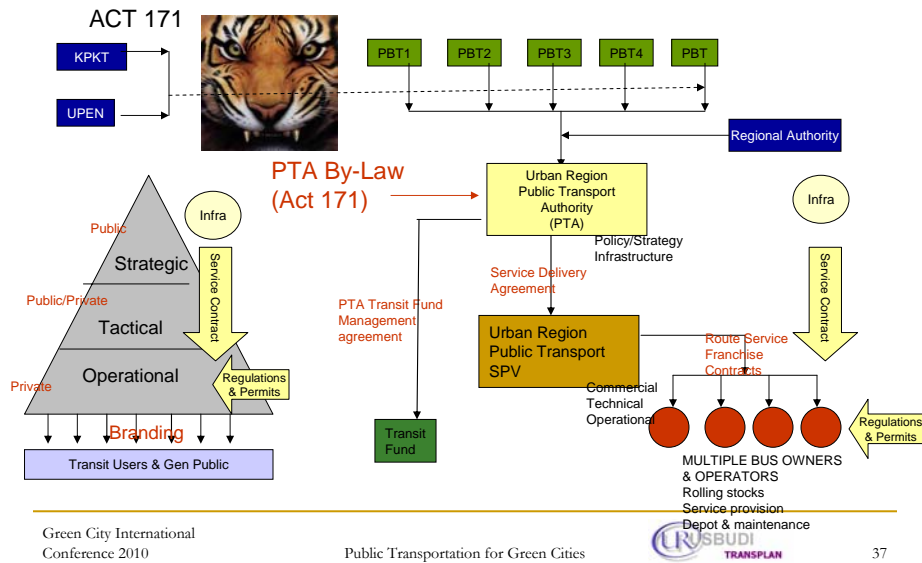 ACT 171
KPKT
UPEN
PBT1
PBT2
PBT3
PBT4
PBT
Regional Authority
PTA By-Law
(Act 171)
Urban Region
Public Transport
Authority
(PTA)
Policy/Strategy
Infrastructure
Infra
Public
Strategic
Public/Private
Tactical
Private
Operational
Service Contract
Regulations
& Permits
Branding
Transit Users & Gen Public
PTA Transit Fund
Management
agreement
Service Delivery
Agreement
Urban Region
Public Transport
SPV
Commercial
Technical
Operational
Transit
Fund
Route Service
Franchise
Contracts
Infra
Service Contract
Regulations
& Permits
MULTIPLE BUS OWNERS
& OPERATORS
Rolling stocks
Service provision
Depot & maintenance
Green City International
Conference 2010
Public Transportation for Green Cities
URUSBUDI
TRANSPLAN
37